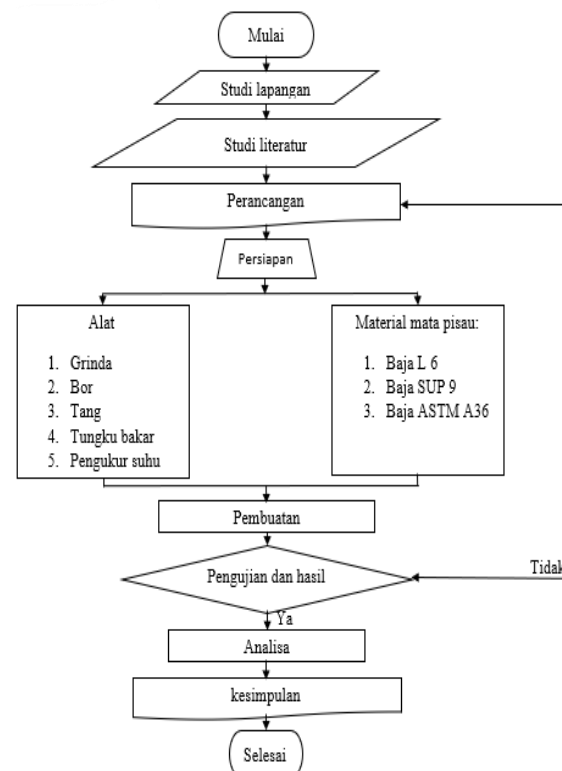 Mulai
Studi lapangan
Studi literatur
Perancangan
Persiapan
Alat
1. Grinda
2. Bor
3. Tang
4. Tungku bakar
5. Pengukur suhu
Material mata pisau:
1. Baja L 6
2. Baja SUP 9
3. Baja ASTM A36
Pembuatan
Pengujian dan hasil
Tidak
Ya
Analisa
kesimpulan
Selesai